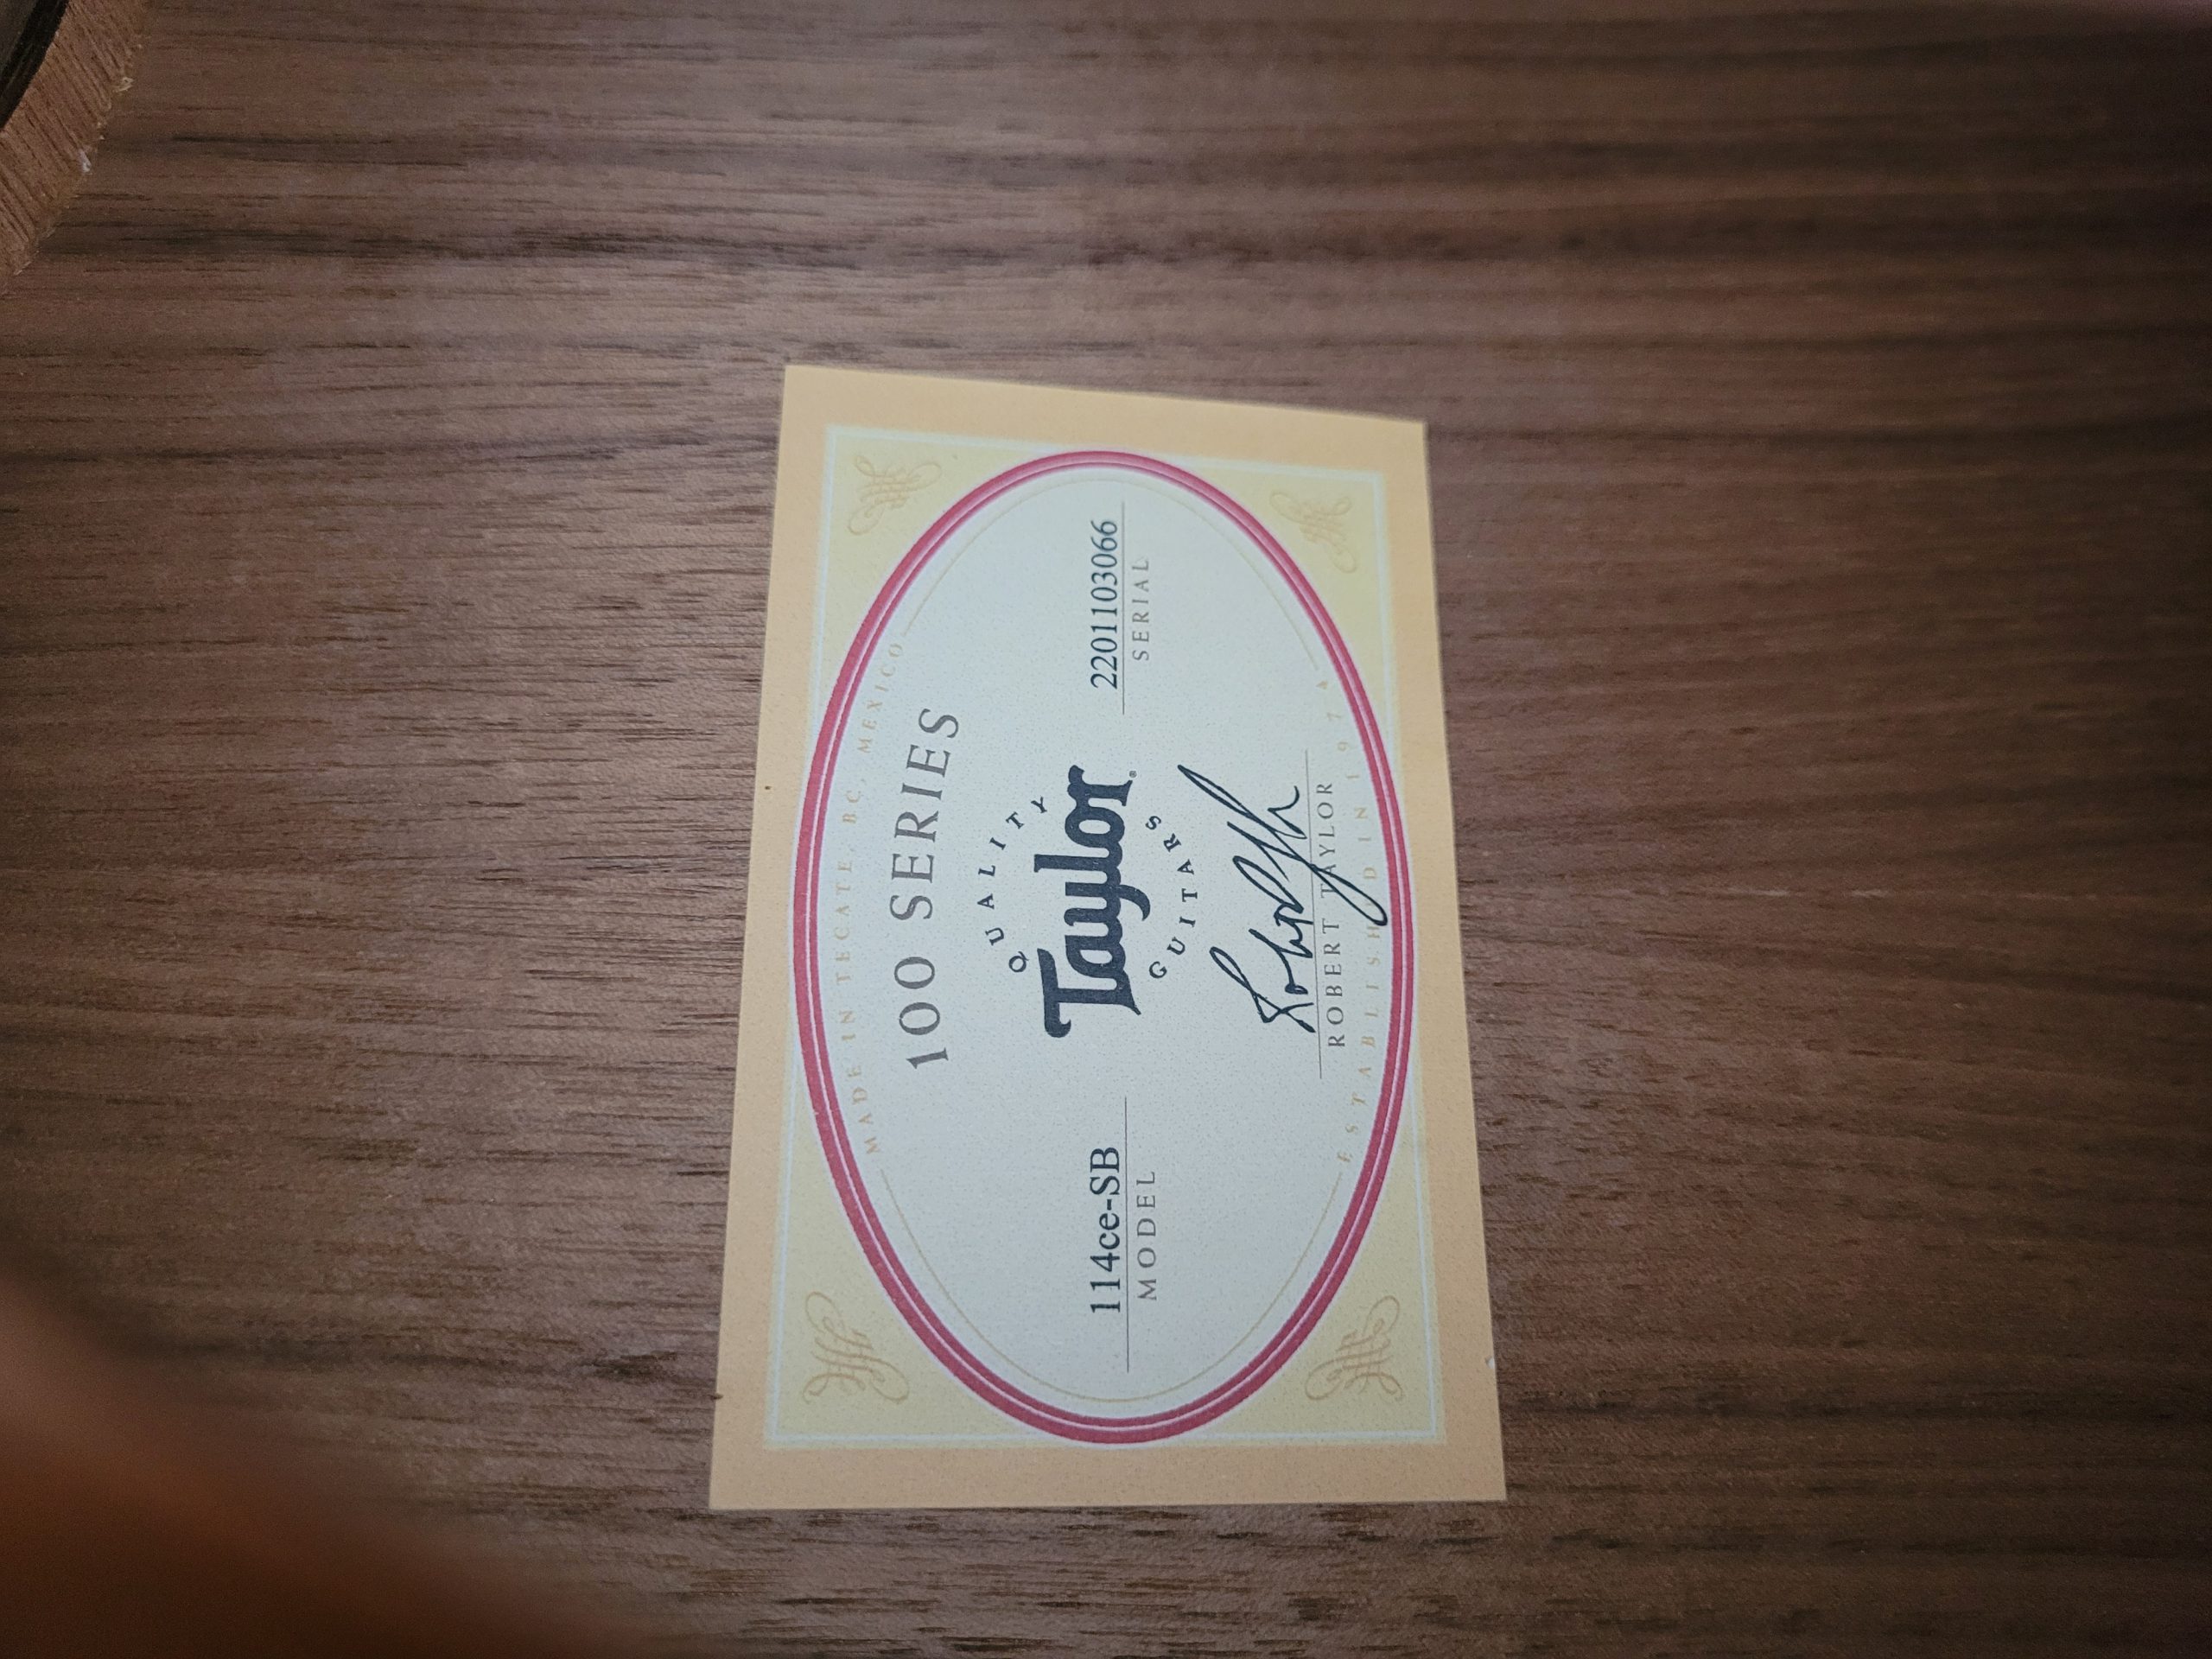 MADE IN TECATE, BC, MEXICO
100 SERIES
QUALITY
Taylor®
GUITARS
114ce-SB
MODEL
2201103066
SERIAL
ROBERT TAYLOR
ESTABLISHED IN 1974